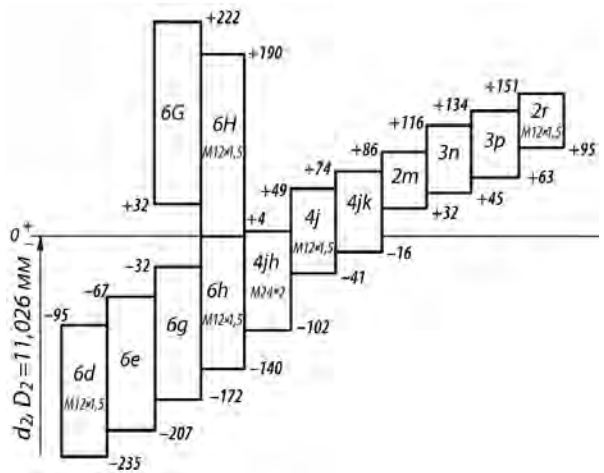 +222
+190
6G
6H
M12×1,5
+151
+134
+116
+86
+74
+49
+4
2r
M12×1,5
3p
3n
2m
+95
+63
+45
+32
+32
4jk
4j
M12×1,5
4jh
M24×2
0
+
−
−16
−41
−32
−67
−95
6h
M12×1,5
6g
6e
6d
M12×1,5
−102
−140
−172
−207
−235
d2, D2 = 11,026 мм